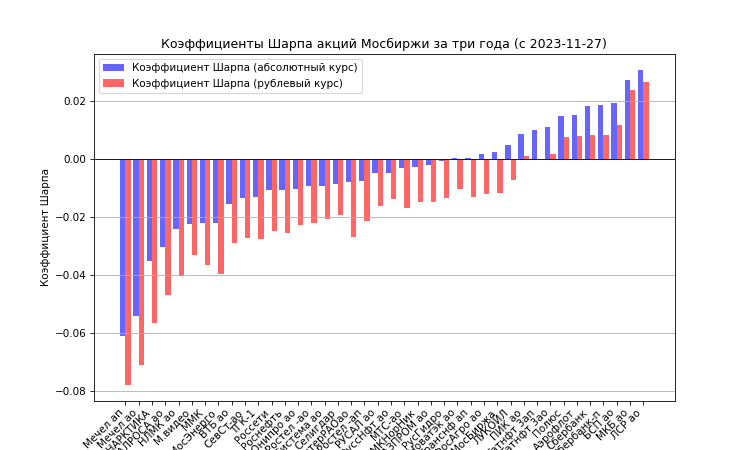 Коэффициенты Шарпа акций Мосбиржи за три года (с 2023-11-27)
Коэффициент Шарпа (абсолютный курс)
Коэффициент Шарпа (рублевый курс)
Коэффициент Шарпа
0.02
0.00
−0.02
−0.04
−0.06
−0.08
Мечел ап
Мечел ао
НЛМК ао
М.видео
ММК
ВТБ ао
СевСт-ао
Россети
Роснефть
Селигдар
РУСАЛ ао
МТС-ао
РусГидро
ЛУКОЙЛ
Полюс
Аэрофлот
Сбербанк
БСП ао
МКБ ао
ЛСР ао